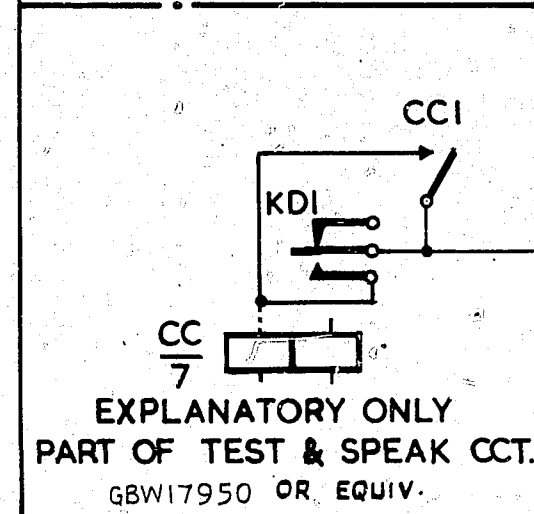 CC1
KD1
CC
7
EXPLANATORY ONLY
PART OF TEST & SPEAK CCT.
GBW17950 OR EQUIV.